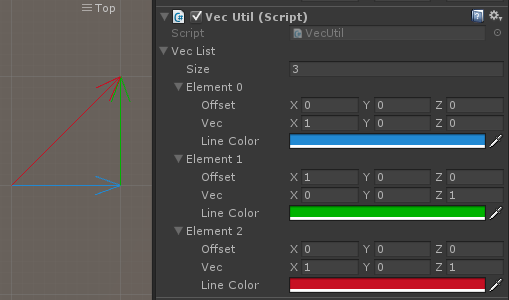 Top
Vec Util (Script)
Script VecUtil
Vec List
Size 3
Element 0
Offset X 0 Y 0 Z 0
Vec X 1 Y 0 Z 0
Line Color
Element 1
Offset X 1 Y 0 Z 0
Vec X 0 Y 0 Z 1
Line Color
Element 2
Offset X 0 Y 0 Z 0
Vec X 1 Y 0 Z 1
Line Color